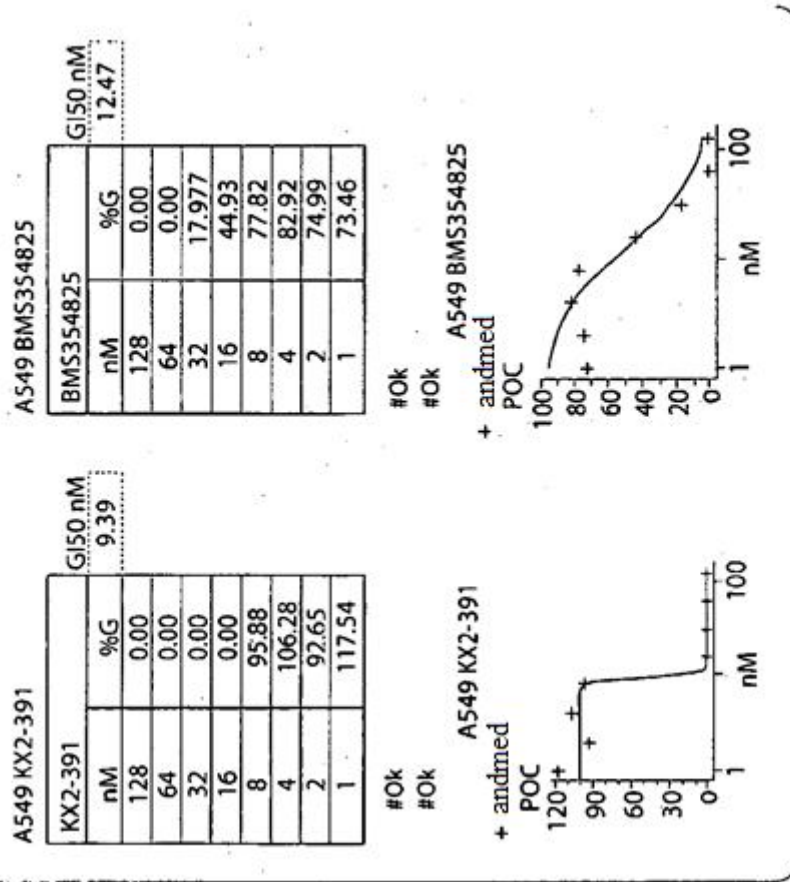 A549 KX2-391
KX2-391 GI50 nM
nM %G 9.39
128 0.00
64 0.00
32 0.00
16 0.00
8 95.88
4 106.28
2 92.65
1 117.54
#Ok
#Ok
A549 KX2-391
+ andmed
POC
120
90
60
30
0
1 100
nM
A549 BMS354825
BMS354825 GI50 nM
nM %G 12.47
128 0.00
64 0.00
32 17.977
16 44.93
8 77.82
4 82.92
2 74.99
1 73.46
#Ok
#Ok
A549 BMS354825
+ andmed
POC
100
80
60
40
20
0
1 100
nM